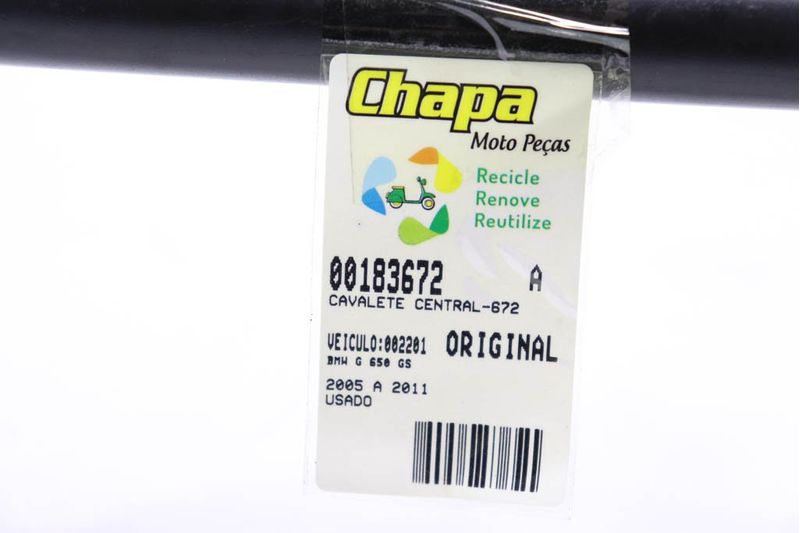 Chapa
Moto Peças
Recicle
Renove
Reutilize
00183672 A
CAVALETE CENTRAL-672
VEICULO:002201 ORIGINAL
BMW G 650 GS
2005 A 2011
USADO